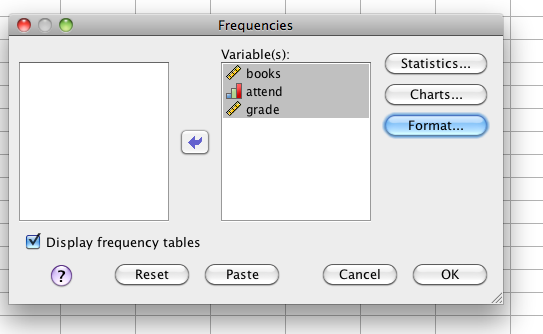 Frequencies
Variable(s):
books
attend
grade
Statistics...
Charts...
Format...
Display frequency tables
?
Reset
Paste
Cancel
OK